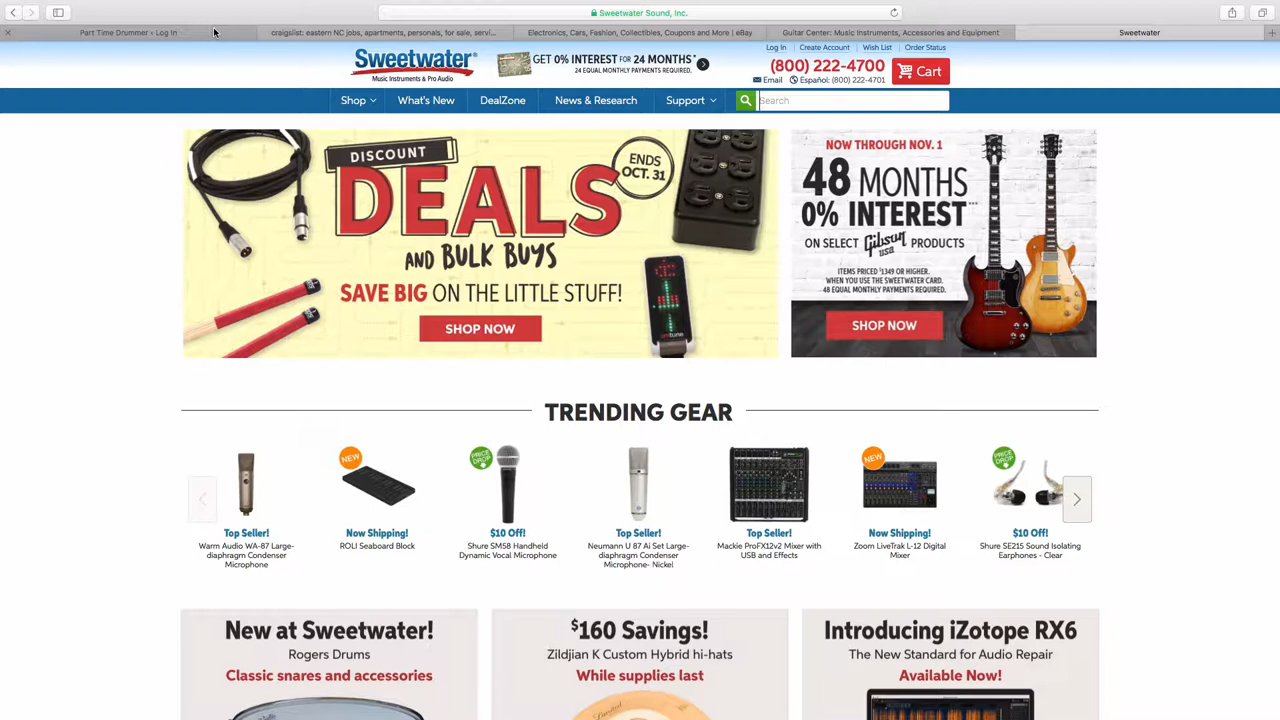 Sweetwater Sound, Inc.
Part Time Drummer ‹ Log In
craigslist: eastern NC jobs, apartments, personals, for sale, servi...
Electronics, Cars, Fashion, Collectibles, Coupons and More | eBay
Guitar Center: Music Instruments, Accessories and Equipment
Sweetwater
Log In
Create Account
Wish List
Order Status
Sweetwater®
Music Instruments & Pro Audio
GET 0% INTEREST FOR 24 MONTHS*
24 EQUAL MONTHLY PAYMENTS REQUIRED.
(800) 222-4700
Email
Español: (800) 222-4701
Cart
Shop
What's New
DealZone
News & Research
Support
Search
DISCOUNT
DEALS
AND BULK BUYS
SAVE BIG ON THE LITTLE STUFF!
SHOP NOW
ENDS
OCT. 31
NOW THROUGH NOV. 1
48 MONTHS
0% INTEREST***
ON SELECT Gibson USA PRODUCTS
ITEMS PRICED $1349 OR HIGHER.
WHEN YOU USE THE SWEETWATER CARD.
48 EQUAL MONTHLY PAYMENTS REQUIRED.
SHOP NOW
TRENDING GEAR
Top Seller!
Warm Audio WA-87 Large-
diaphragm Condenser
Microphone
NEW
Now Shipping!
ROLI Seaboard Block
PRICE
DROP
$10 Off!
Shure SM58 Handheld
Dynamic Vocal Microphone
Top Seller!
Neumann U 87 Ai Set Large-
diaphragm Condenser
Microphone- Nickel
Top Seller!
Mackie ProFX12v2 Mixer with
USB and Effects
NEW
Now Shipping!
Zoom LiveTrak L-12 Digital
Mixer
PRICE
DROP
$10 Off!
Shure SE215 Sound Isolating
Earphones - Clear
New at Sweetwater!
Rogers Drums
Classic snares and accessories
$160 Savings!
Zildjian K Custom Hybrid hi-hats
While supplies last
Limited
Introducing iZotope RX6
The New Standard for Audio Repair
Available Now!